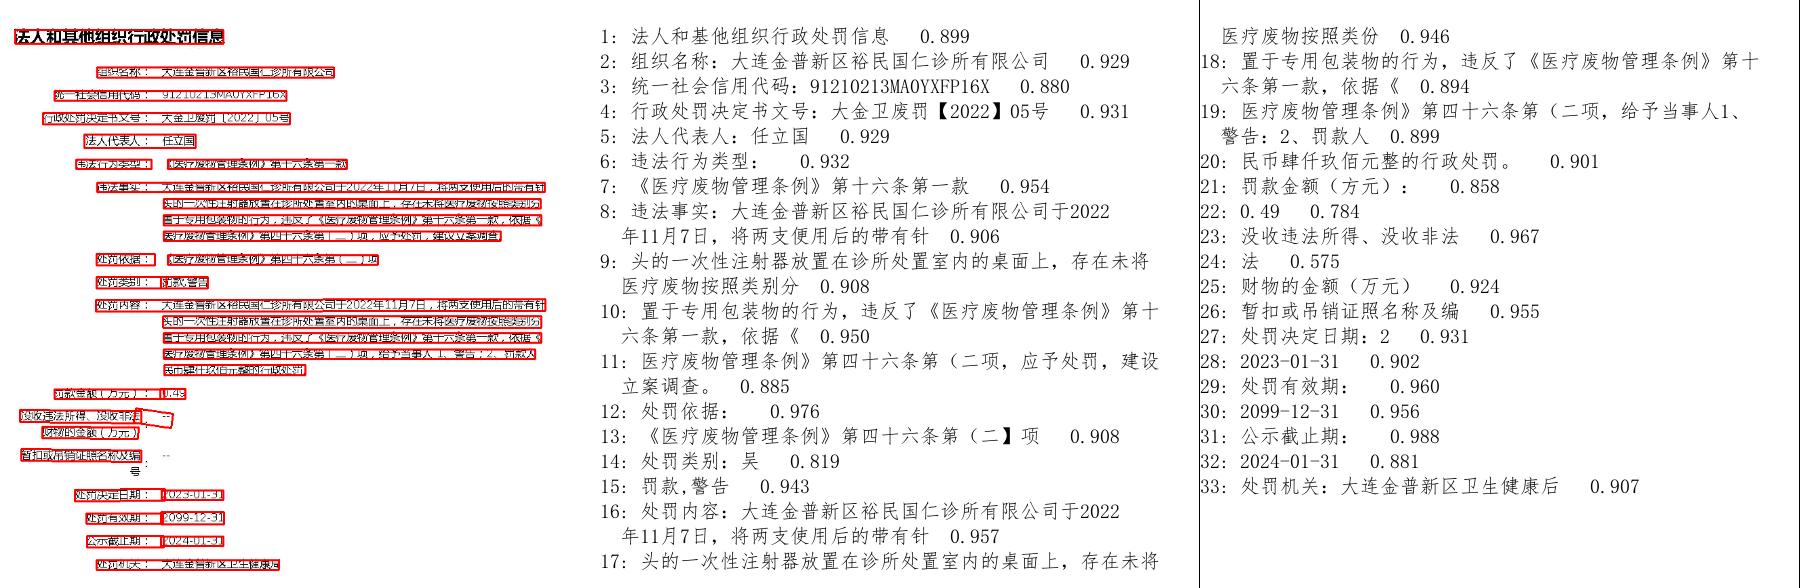 法人和其他组织行政处罚信息
组织名称： 大连金普新区裕民国仁诊所有限公司
统一社会信用代码： 91210213MA0YXFP16X
行政处罚决定书文号： 大金卫废罚［2022］05号
法人代表人： 任立国
违法行为类型： 《医疗废物管理条例》第十六条第一款
违法事实： 大连金普新区裕民国仁诊所有限公司于2022年11月7日，将两支使用后的带有针
头的一次性注射器放置在诊所处置室内的桌面上，存在未将医疗废物按照类别分
置于专用包装物的行为，违反了《医疗废物管理条例》第十六条第一款，依据《
医疗废物管理条例》第四十六条第（二）项，应予处罚，建议立案调查
处罚依据： 《医疗废物管理条例》第四十六条第（二）项
处罚类别： 罚款,警告
处罚内容： 大连金普新区裕民国仁诊所有限公司于2022年11月7日，将两支使用后的带有针
头的一次性注射器放置在诊所处置室内的桌面上，存在未将医疗废物按照类别分
置于专用包装物的行为，违反了《医疗废物管理条例》第十六条第一款，依据《
医疗废物管理条例》第四十六条第（二）项，给予当事人 1、警告；2、罚款人
民币肆仟玖佰元整的行政处罚
罚款金额（万元）： 0.49
没收违法所得、没收非法 --
财物的金额（万元）：
暂扣或吊销证照名称及编 --
号：
处罚决定日期： 2023-01-31
处罚有效期： 2099-12-31
公示截止期： 2024-01-31
处罚机关： 大连金普新区卫生健康局
1: 法人和基他组织行政处罚信息 0.899
2: 组织名称：大连金普新区裕民国仁诊所有限公司 0.929
3: 统一社会信用代码：91210213MA0YXFP16X 0.880
4: 行政处罚决定书文号：大金卫废罚【2022】05号 0.931
5: 法人代表人：任立国 0.929
6: 违法行为类型： 0.932
7: 《医疗废物管理条例》第十六条第一款 0.954
8: 违法事实：大连金普新区裕民国仁诊所有限公司于2022
年11月7日，将两支便用后的带有针 0.906
9: 头的一次性注射器放置在诊所处置室内的桌面上，存在未将
医疗废物按照类别分 0.908
10: 置于专用包装物的行为，违反了《医疗废物管理条例》第十
六条第一款，依据《 0.950
11: 医疗废物管理条例》第四十六条第（二项，应予处罚，建设
立案调查。 0.885
12: 处罚依据： 0.976
13: 《医疗废物管理条例》第四十六条第（二】项 0.908
14: 处罚类别：吴 0.819
15: 罚款,警告 0.943
16: 处罚内容：大连金普新区裕民国仁诊所有限公司于2022
年11月7日，将两支使用后的带有针 0.957
17: 头的一次性注射器放置在诊所处置室内的桌面上，存在未将
医疗废物按照类份 0.946
18: 置于专用包装物的行为，违反了《医疗废物管理条例》第十
六条第一款，依据《 0.894
19: 医疗废物管理条例》第四十六条第（二项，给予当事人1、
警告：2、罚款人 0.899
20: 民币肆仟玖佰元整的行政处罚。 0.901
21: 罚款金额（方元）： 0.858
22: 0.49 0.784
23: 没收违法所得、没收非法 0.967
24: 法 0.575
25: 财物的金额（万元） 0.924
26: 暂扣或吊销证照名称及编 0.955
27: 处罚决定日期：2 0.931
28: 2023-01-31 0.902
29: 处罚有效期： 0.960
30: 2099-12-31 0.956
31: 公示截止期： 0.988
32: 2024-01-31 0.881
33: 处罚机关：大连金普新区卫生健康后 0.907